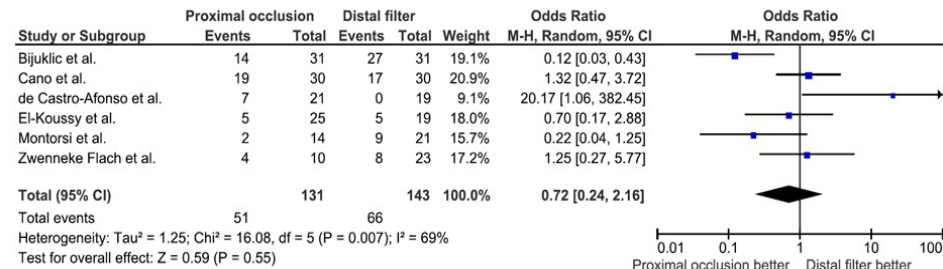 Proximal occlusion Distal filter Odds Ratio Odds Ratio
Study or Subgroup Events Total Events Total Weight M-H, Random, 95% CI M-H, Random, 95% CI
Bijuklic et al. 14 31 27 31 19.1% 0.12 [0.03, 0.43]
Cano et al. 19 30 17 30 20.9% 1.32 [0.47, 3.72]
de Castro-Afonso et al. 7 21 0 19 9.1% 20.17 [1.06, 382.45]
El-Koussy et al. 5 25 5 19 18.0% 0.70 [0.17, 2.88]
Montorsi et al. 2 14 9 21 15.7% 0.22 [0.04, 1.25]
Zwenneke Flach et al. 4 10 8 23 17.2% 1.25 [0.27, 5.77]
Total (95% CI) 131 143 100.0% 0.72 [0.24, 2.16]
Total events 51 66
Heterogeneity: Tau² = 1.25; Chi² = 16.08, df = 5 (P = 0.007); I² = 69%
Test for overall effect: Z = 0.59 (P = 0.55)
0.01 0.1 1 10 100
Proximal occlusion better Distal filter better